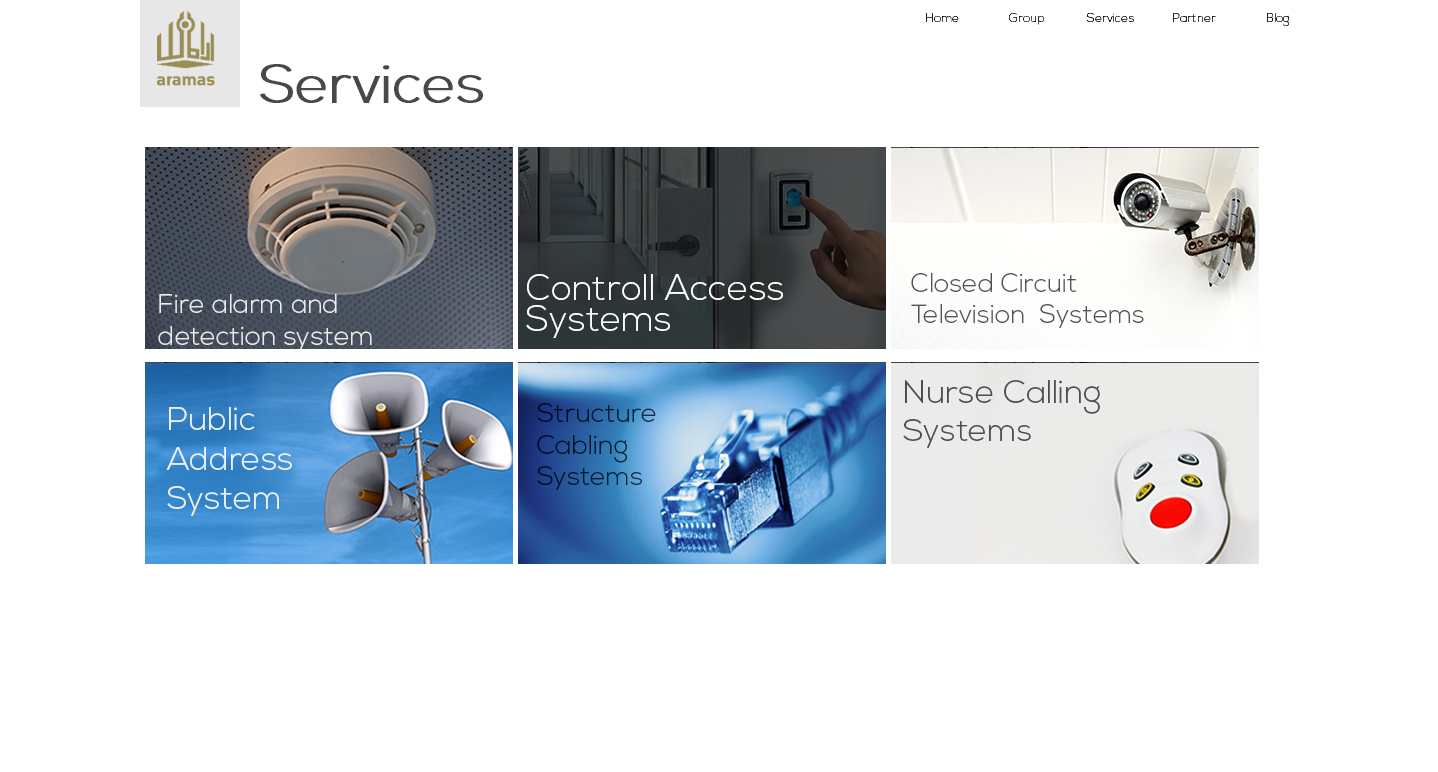 Home Group Services Partner Blog
aramas
Services
Fire alarm and
detection system
Controll Access
Systems
Closed Circuit
Television Systems
Public
Address
System
Structure
Cabling
Systems
Nurse Calling
Systems